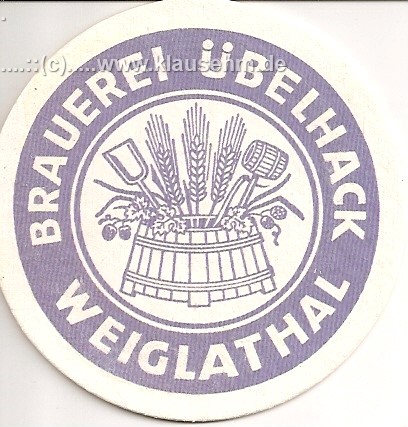 .....::(c).....www.klausehm.de
BRAUEREI ÜBELHACK
WEIGLATHAL